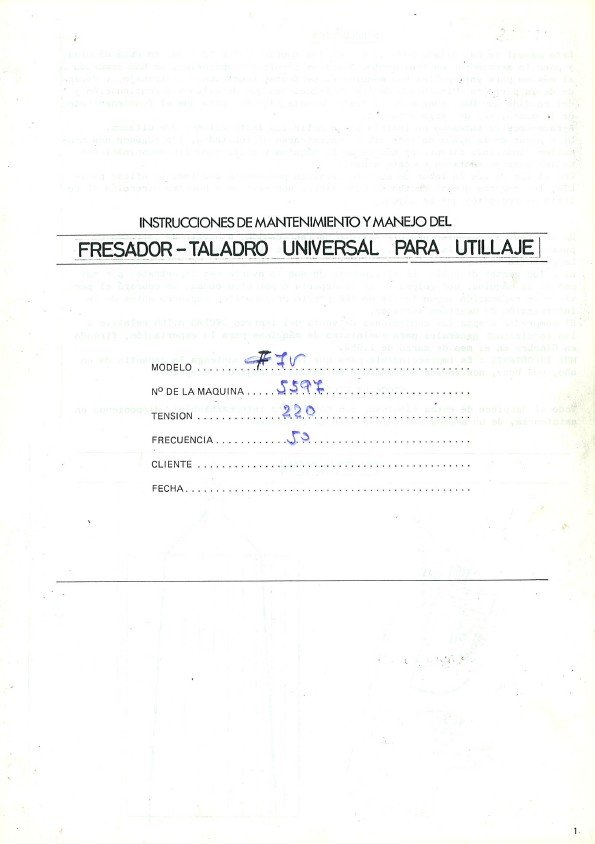 INSTRUCCIONES DE MANTENIMIENTO Y MANEJO DEL
FRESADOR – TALADRO UNIVERSAL PARA UTILLAJE
MODELO
Nº DE LA MAQUINA 5597
TENSION 220
FRECUENCIA 50
CLIENTE
FECHA
1